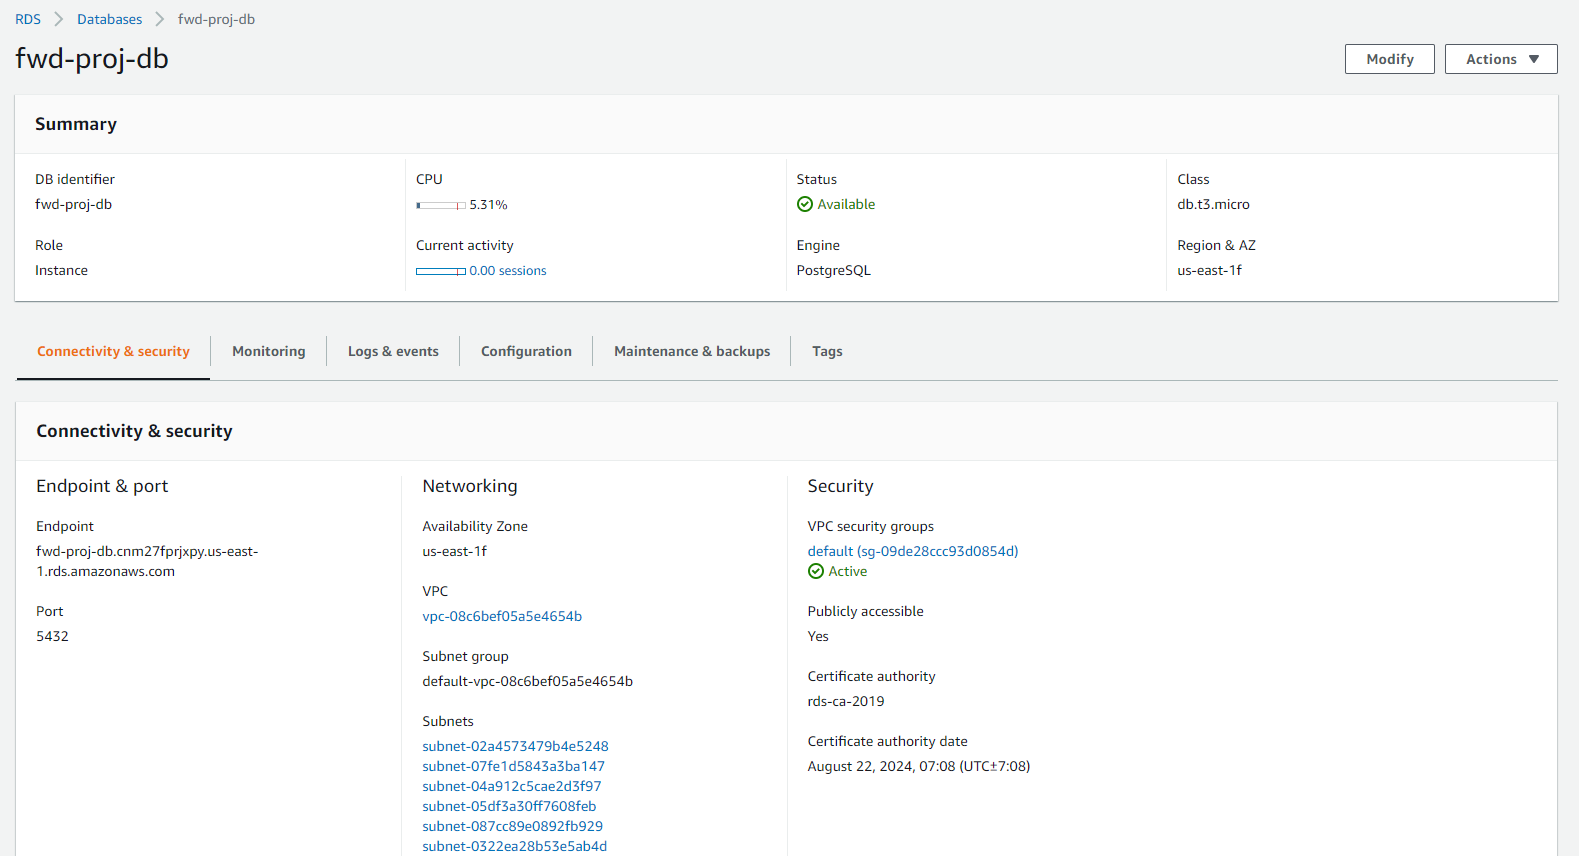 RDS Databases fwd-proj-db
fwd-proj-db
Modify Actions
Summary
DB identifier
fwd-proj-db
Role
Instance
CPU
5.31%
Current activity
0.00 sessions
Status
Available
Engine
PostgreSQL
Class
db.t3.micro
Region & AZ
us-east-1f
Connectivity & security Monitoring Logs & events Configuration Maintenance & backups Tags
Connectivity & security
Endpoint & port
Endpoint
fwd-proj-db.cnm27fprjxpy.us-east-
1.rds.amazonaws.com
Port
5432
Networking
Availability Zone
us-east-1f
VPC
vpc-08c6bef05a5e4654b
Subnet group
default-vpc-08c6bef05a5e4654b
Subnets
subnet-02a4573479b4e5248
subnet-07fe1d5843a3ba147
subnet-04a912c5cae2d3f97
subnet-05df3a30ff7608feb
subnet-087cc89e0892fb929
subnet-0322ea28b53e5ab4d
Security
VPC security groups
default (sg-09de28ccc93d0854d)
Active
Publicly accessible
Yes
Certificate authority
rds-ca-2019
Certificate authority date
August 22, 2024, 07:08 (UTC±7:08)